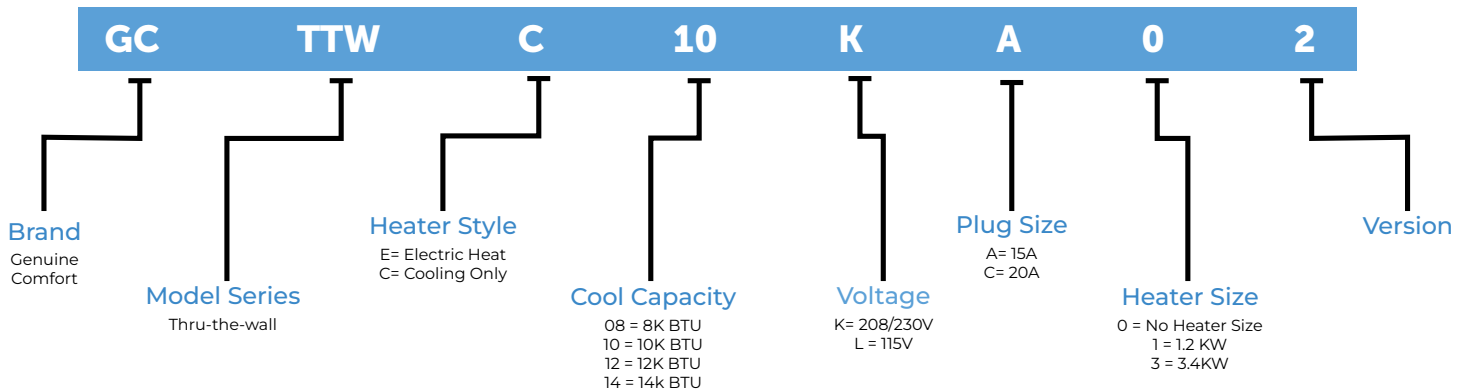 GC TTW C 10 K A 0 2
Brand
Genuine
Comfort
Model Series
Thru-the-wall
Heater Style
E= Electric Heat
C= Cooling Only
Cool Capacity
08 = 8K BTU
10 = 10K BTU
12 = 12K BTU
14 = 14k BTU
Voltage
K= 208/230V
L = 115V
Plug Size
A= 15A
C= 20A
Heater Size
0 = No Heater Size
1 = 1.2 KW
3 = 3.4KW
Version